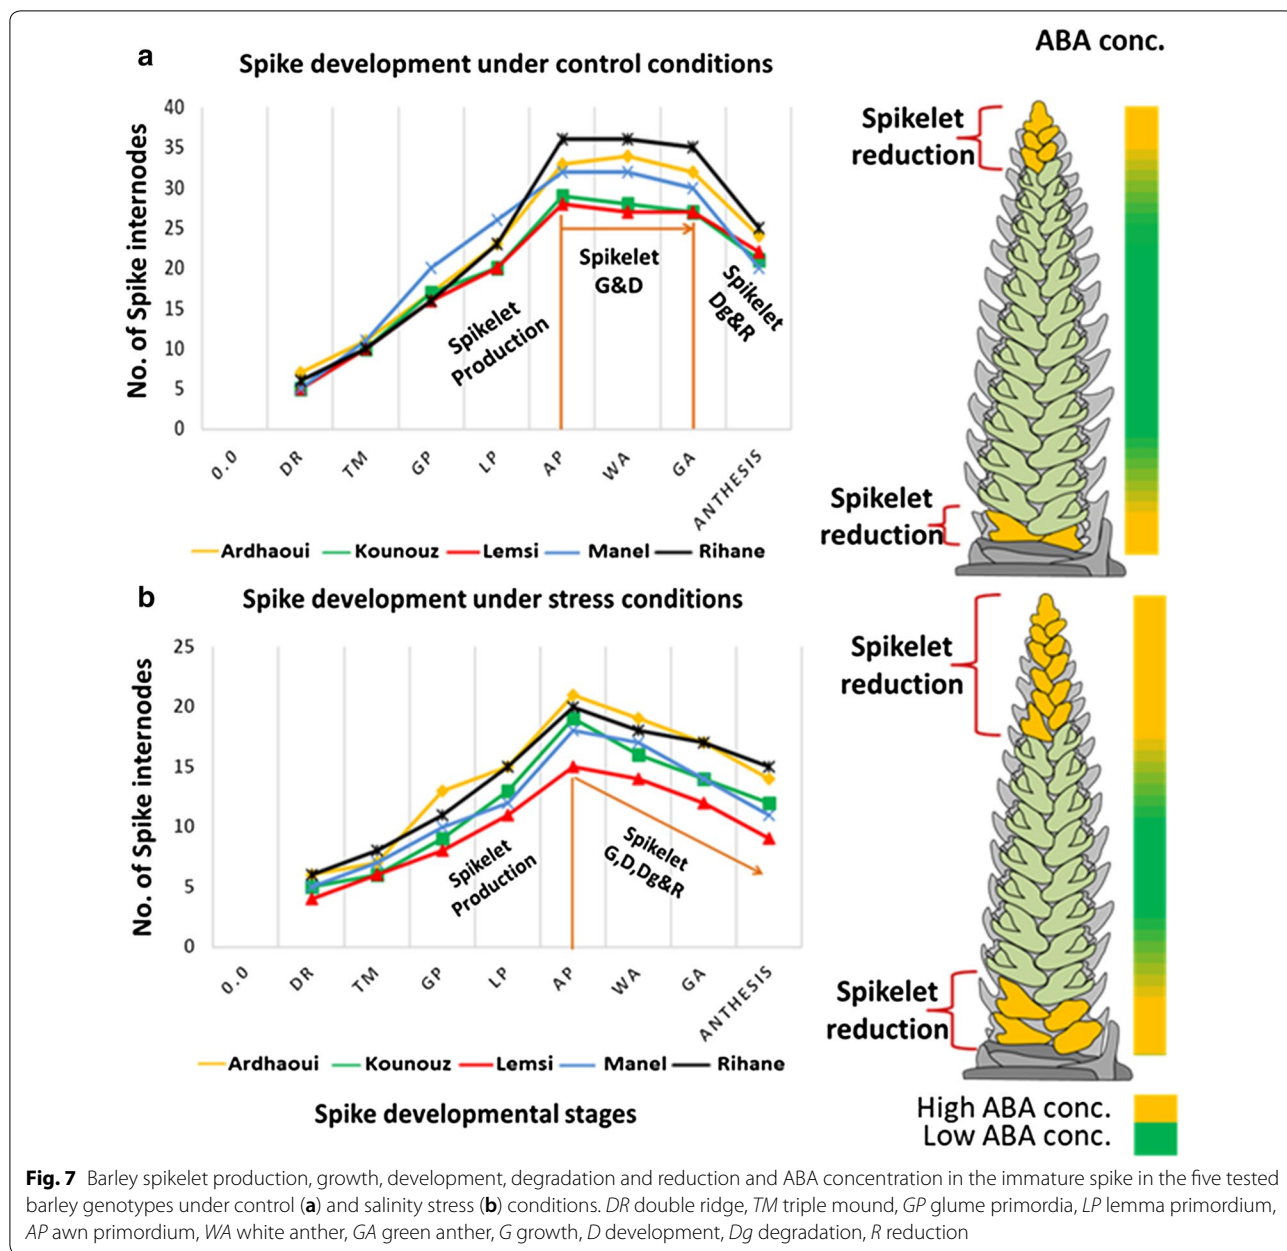 a
Spike development under control conditions
ABA conc.
No. of Spike internodes
40
35
30
25
20
15
10
5
0
Spikelet
Production
Spikelet
G&D
Spikelet
Dg&R
0.0 DR TM GP LP AP WA GA ANTHESIS
Ardhaoui Kounouz Lemsi Manel Rihane
Spikelet
reduction
Spikelet
reduction
b
Spike development under stress conditions
No. of Spike internodes
25
20
15
10
5
0
Spikelet
Production
Spikelet
G,D,Dg&R
0.0 DR TM GP LP AP WA GA ANTHESIS
Ardhaoui Kounouz Lemsi Manel Rihane
Spike developmental stages
Spikelet
reduction
Spikelet
reduction
High ABA conc.
Low ABA conc.
Fig. 7 Barley spikelet production, growth, development, degradation and reduction and ABA concentration in the immature spike in the five tested
barley genotypes under control (a) and salinity stress (b) conditions. DR double ridge, TM triple mound, GP glume primordia, LP lemma primordium,
AP awn primordium, WA white anther, GA green anther, G growth, D development, Dg degradation, R reduction